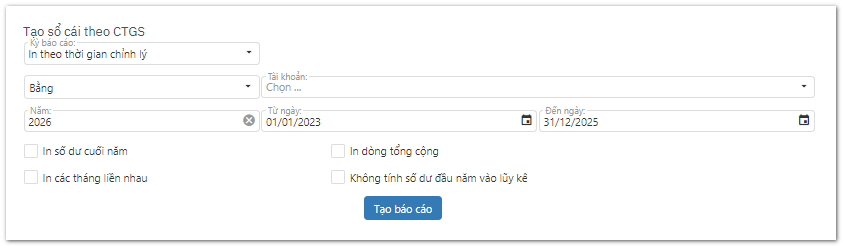 Tạo sổ cái theo CTGS
Kỳ báo cáo:
In theo thời gian chỉnh lý
Bằng
Tài khoản:
Chọn ...
Năm:
2026
Từ ngày:
01/01/2023
Đến ngày:
31/12/2025
In số dư cuối năm
In dòng tổng cộng
In các tháng liền nhau
Không tính số dư đầu năm vào lũy kế
Tạo báo cáo